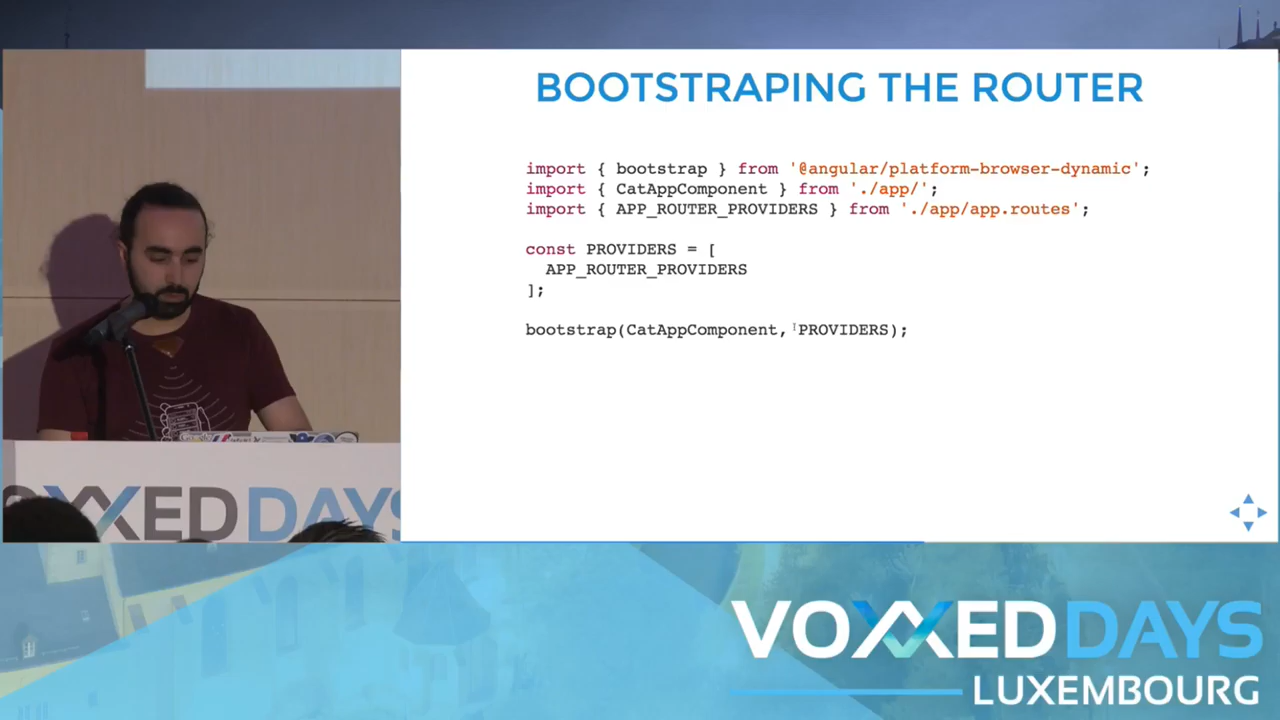 BOOTSTRAPING THE ROUTER
import { bootstrap } from '@angular/platform-browser-dynamic';
import { CatAppComponent } from './app/';
import { APP_ROUTER_PROVIDERS } from './app/app.routes';
const PROVIDERS = [
APP_ROUTER_PROVIDERS
];
bootstrap(CatAppComponent, PROVIDERS);
VOXXED DAYS
VOXXED DAYS
LUXEMBOURG